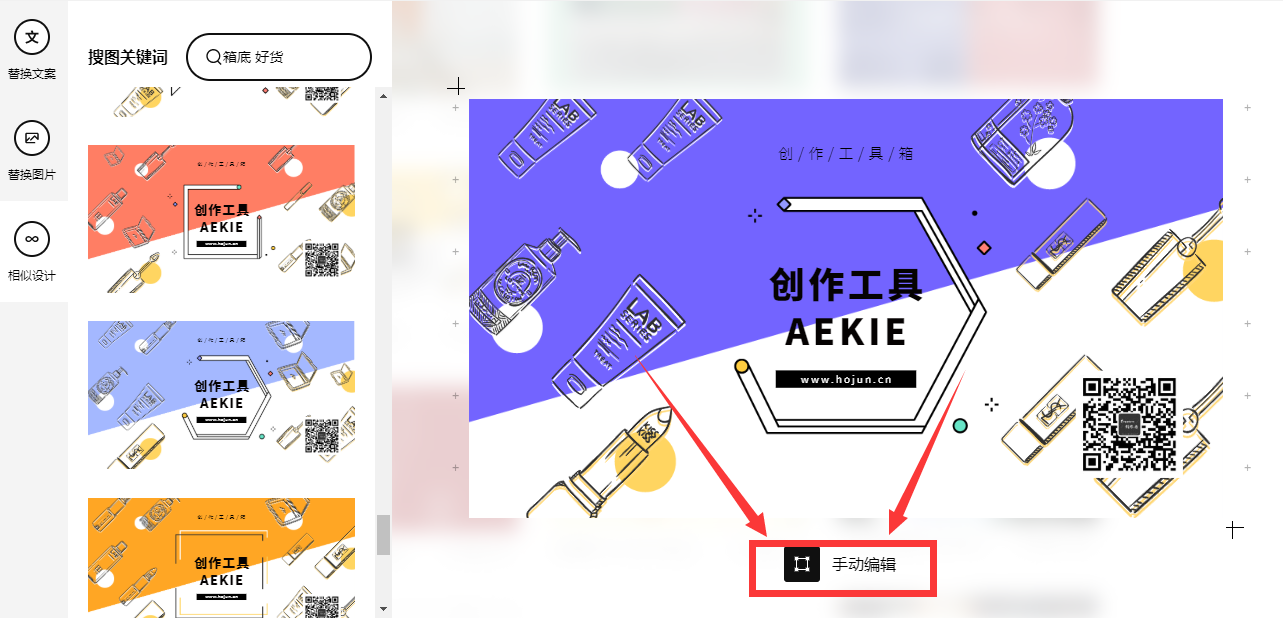 替换文案
替换图片
相似设计
搜图关键词
箱底 好货
创/作/工/具/箱
创作工具
AEKIE
www.hojun.cn
创/作/工/具/箱
创作工具
AEKIE
www.hojun.cn
创/作/工/具/箱
创作工具
AEKIE
www.hojun.cn
LAB
LAB
创/作/工/具/箱
LAB
SERIES
创作工具
AEKIE
www.hojun.cn
手动编辑